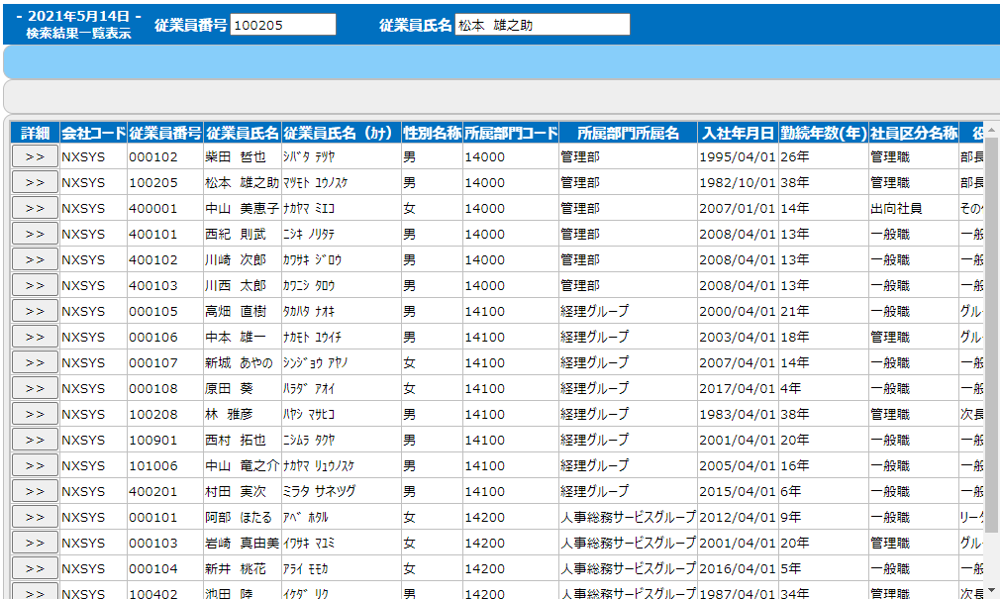 - 2021年5月14日 -
検索結果一覧表示
従業員番号 100205 従業員氏名 松本 雄之助
詳細 会社コード 従業員番号 従業員氏名 従業員氏名（ｶﾅ） 性別名称 所属部門コード 所属部門所属名 入社年月日 勤続年数(年) 社員区分名称 役
>> NXSYS 000102 柴田 哲也 ｼﾊﾞﾀ ﾃﾂﾔ 男 14000 管理部 1995/04/01 26年 管理職 部長
>> NXSYS 100205 松本 雄之助 ﾏﾂﾓﾄ ﾕｳﾉｽｹ 男 14000 管理部 1982/10/01 38年 管理職 部長
>> NXSYS 400001 中山 美恵子 ﾅｶﾔﾏ ﾐｴｺ 女 14000 管理部 2007/01/01 14年 出向社員 その
>> NXSYS 400101 西紀 則武 ﾆｼｷ ﾉﾘﾀﾃ 男 14000 管理部 2008/04/01 13年 一般職 一般
>> NXSYS 400102 川崎 次郎 ｶﾜｻｷ ｼﾞﾛｳ 男 14000 管理部 2008/04/01 13年 一般職 一般
>> NXSYS 400103 川西 太郎 ｶﾜﾆｼ ﾀﾛｳ 男 14000 管理部 2008/04/01 13年 一般職 一般
>> NXSYS 000105 高畑 直樹 ﾀｶﾊﾀ ﾅｵｷ 男 14100 経理グループ 2000/04/01 21年 一般職 グル
>> NXSYS 000106 中本 雄一 ﾅｶﾓﾄ ﾕｳｲﾁ 男 14100 経理グループ 2003/04/01 18年 管理職 グル
>> NXSYS 000107 新城 あやの ｼﾝｼﾞｮｳ ｱﾔﾉ 女 14100 経理グループ 2007/04/01 14年 一般職 一般
>> NXSYS 000108 原田 葵 ﾊﾗﾀﾞ ｱｵｲ 女 14100 経理グループ 2017/04/01 4年 一般職 一般
>> NXSYS 100208 林 雅彦 ﾊﾔｼ ﾏｻﾋｺ 男 14100 経理グループ 1983/04/01 38年 管理職 次長
>> NXSYS 100901 西村 拓也 ﾆｼﾑﾗ ﾀｸﾔ 男 14100 経理グループ 2001/04/01 20年 一般職 一般
>> NXSYS 101006 中山 竜之介 ﾅｶﾔﾏ ﾘｭｳﾉｽｹ 男 14100 経理グループ 2005/04/01 16年 一般職 一般
>> NXSYS 400201 村田 実次 ﾐﾗﾀ ｻﾈﾂｸﾞ 男 14100 経理グループ 2015/04/01 6年 一般職 一般
>> NXSYS 000101 阿部 ほたる ｱﾍﾞ ﾎﾀﾙ 女 14200 人事総務サービスグループ 2012/04/01 9年 一般職 リータ
>> NXSYS 000103 岩崎 真由美 ｲﾜｻｷ ﾏﾕﾐ 女 14200 人事総務サービスグループ 2001/04/01 20年 管理職 グル
>> NXSYS 000104 新井 桃花 ｱﾗｲ ﾓﾓｶ 女 14200 人事総務サービスグループ 2016/04/01 5年 一般職 一般
>> NXSYS 100402 池田 陸 ｲｹﾀﾞ ﾘｸ 男 14200 人事総務サービスグループ 1987/04/01 34年 管理職 次長